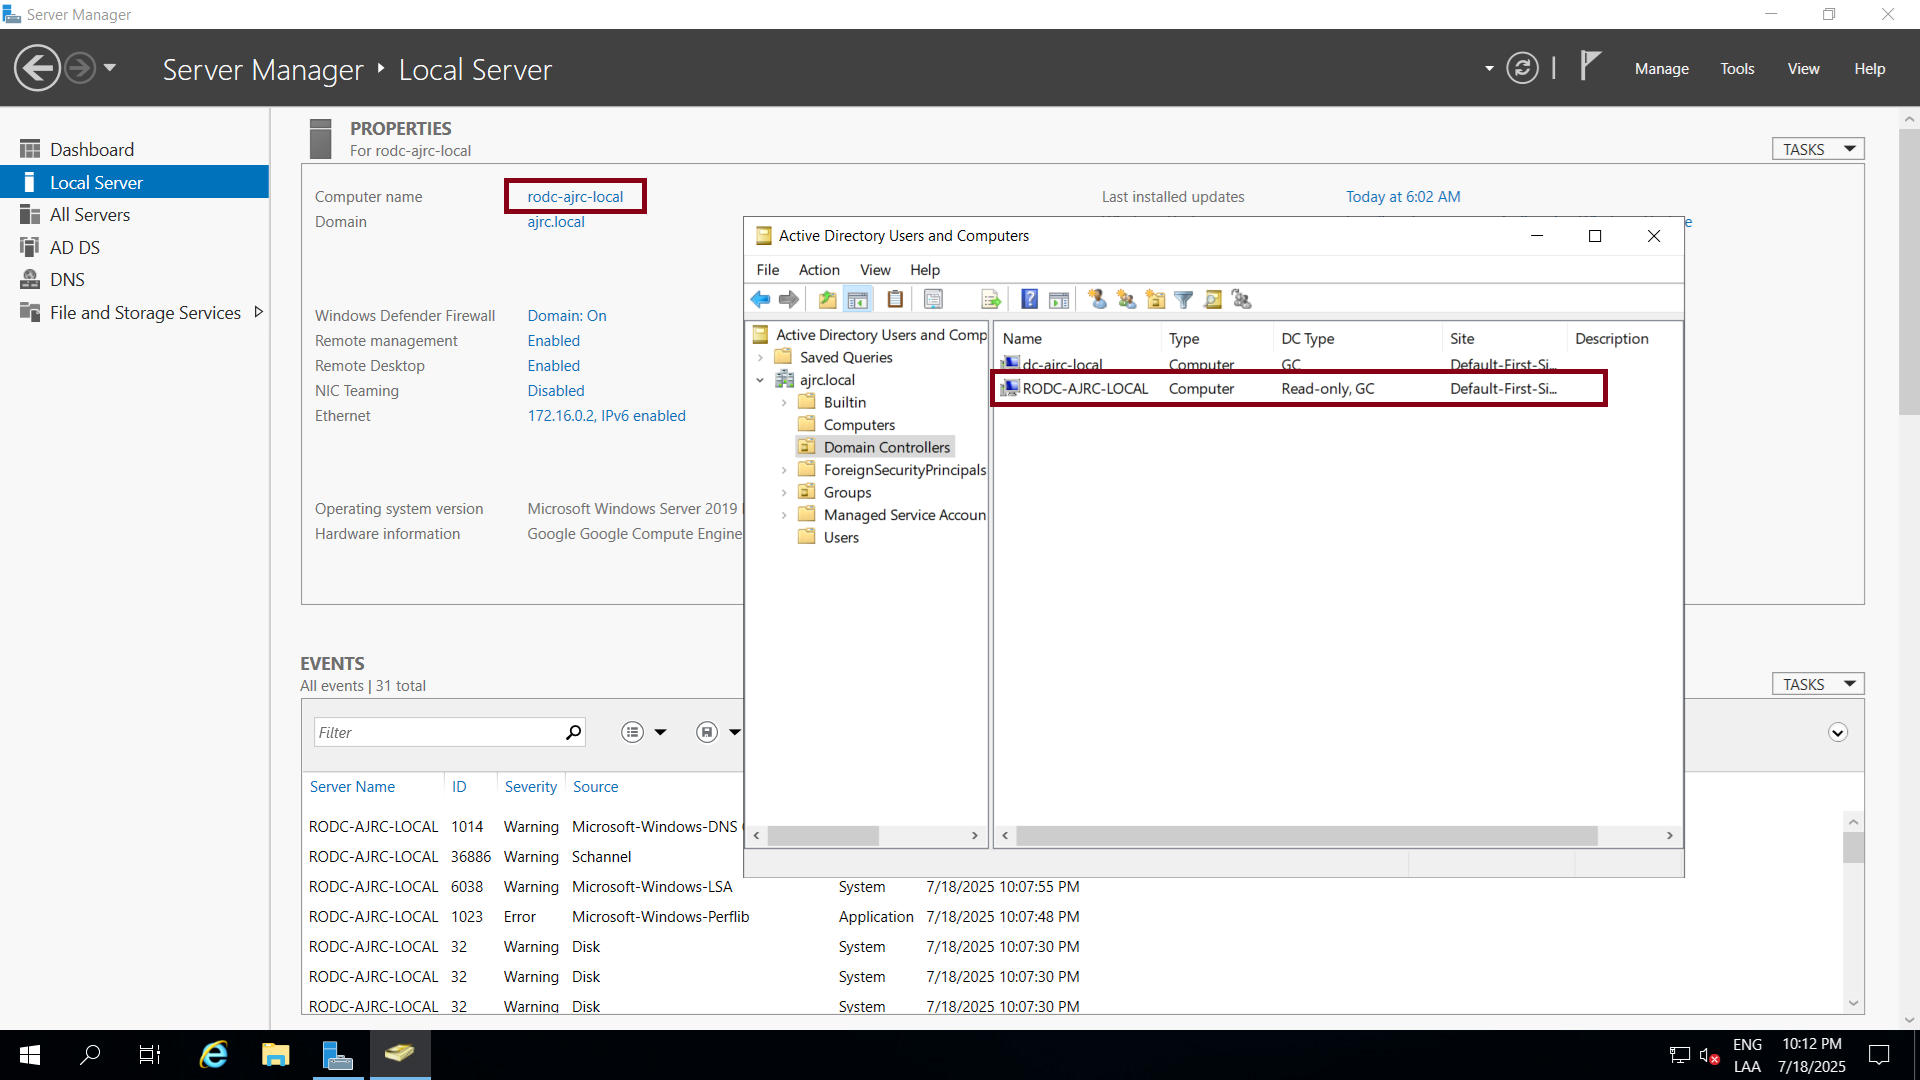 Server Manager
Server Manager ‣ Local Server
Manage Tools View Help
Dashboard
Local Server
All Servers
AD DS
DNS
File and Storage Services
PROPERTIES
For rodc-ajrc-local
TASKS
Computer name rodc-ajrc-local
Domain ajrc.local
Last installed updates Today at 6:02 AM
Windows Defender Firewall Domain: On
Remote management Enabled
Remote Desktop Enabled
NIC Teaming Disabled
Ethernet 172.16.0.2, IPv6 enabled
Operating system version Microsoft Windows Server 2019
Hardware information Google Google Compute Engine
Active Directory Users and Computers
File Action View Help
Active Directory Users and Comp
Saved Queries
ajrc.local
Builtin
Computers
Domain Controllers
ForeignSecurityPrincipals
Groups
Managed Service Accoun
Users
Name Type DC Type Site Description
dc-ajrc-local Computer GC Default-First-Si...
RODC-AJRC-LOCAL Computer Read-only, GC Default-First-Si...
EVENTS
All events | 31 total
TASKS
Filter
Server Name ID Severity Source
RODC-AJRC-LOCAL 1014 Warning Microsoft-Windows-DNS
RODC-AJRC-LOCAL 36886 Warning Schannel
RODC-AJRC-LOCAL 6038 Warning Microsoft-Windows-LSA System 7/18/2025 10:07:55 PM
RODC-AJRC-LOCAL 1023 Error Microsoft-Windows-Perflib Application 7/18/2025 10:07:48 PM
RODC-AJRC-LOCAL 32 Warning Disk System 7/18/2025 10:07:30 PM
RODC-AJRC-LOCAL 32 Warning Disk System 7/18/2025 10:07:30 PM
RODC-AJRC-LOCAL 32 Warning Disk System 7/18/2025 10:07:30 PM
ENG
LAA
10:12 PM
7/18/2025